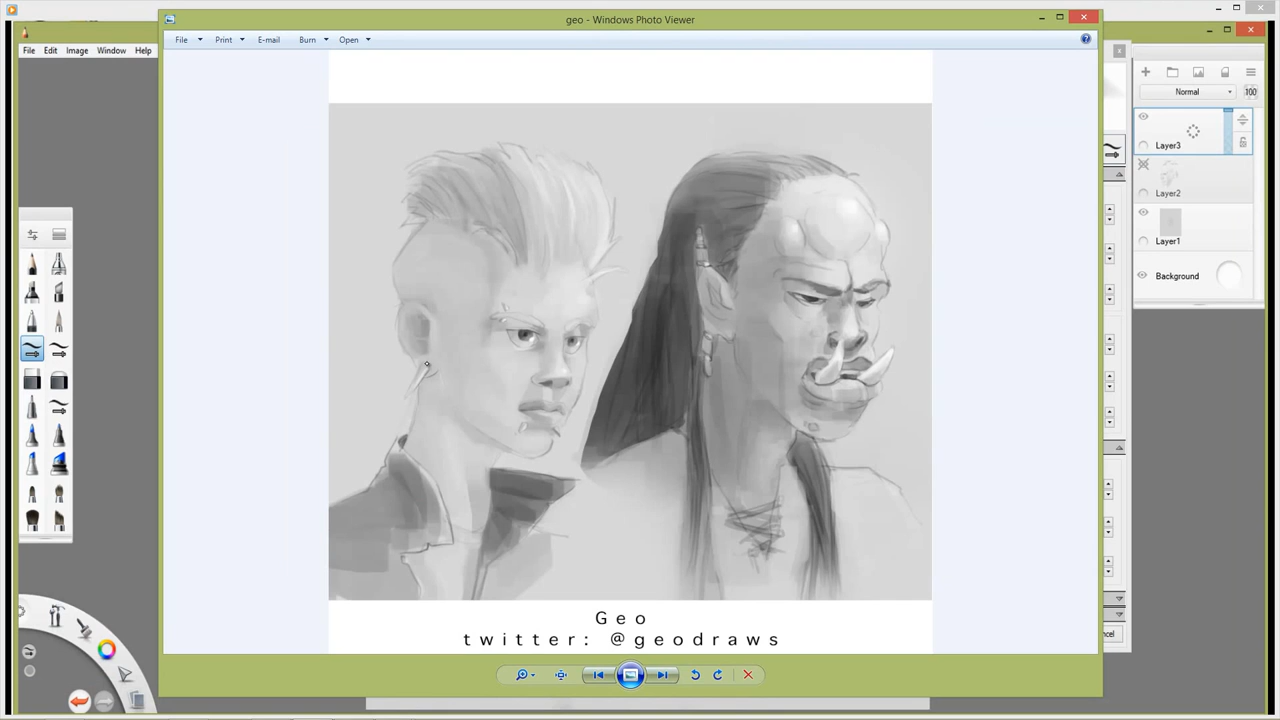 geo - Windows Photo Viewer
File Print E-mail Burn Open
File Edit Image Window Help
Normal 100
Layer3
Layer2
Layer1
Background
Geo
twitter: @geodraws